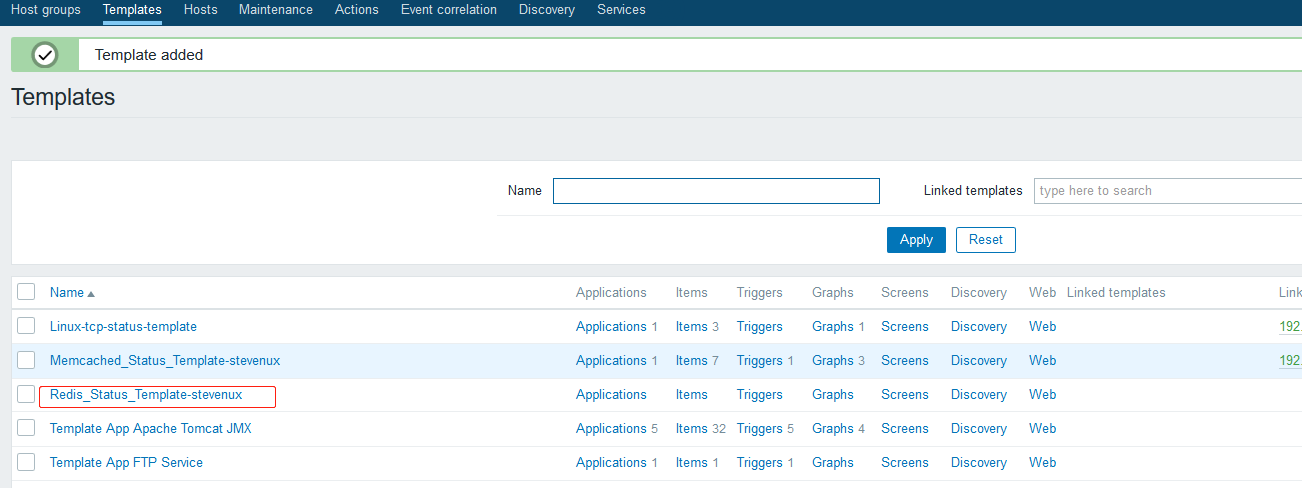 Host groups Templates Hosts Maintenance Actions Event correlation Discovery Services
Template added
Templates
Name Linked templates type here to search
Apply Reset
Name Applications Items Triggers Graphs Screens Discovery Web Linked templates Link
Linux-tcp-status-template Applications 1 Items 3 Triggers Graphs 1 Screens Discovery Web 192.
Memcached_Status_Template-stevenux Applications 1 Items 7 Triggers 1 Graphs 3 Screens Discovery Web 192.
Redis_Status_Template-stevenux Applications Items Triggers Graphs Screens Discovery Web
Template App Apache Tomcat JMX Applications 5 Items 32 Triggers 5 Graphs 4 Screens Discovery Web
Template App FTP Service Applications 1 Items 1 Triggers 1 Graphs Screens Discovery Web